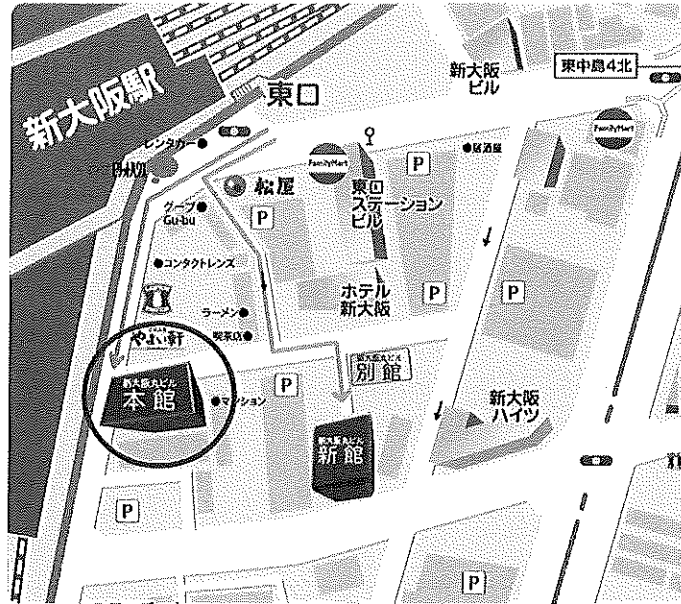 新大阪駅
東口
新大阪
ビル
東中島4北
レンタカー
FamilyMart
FamilyMart
居酒屋
P
松屋
東口
ステーション
ビル
グーブ
Gu-bu
P
コンタクトレンズ
ホテル
新大阪
P
P
ラーメン
喫茶店
やよい軒
新大阪丸ビル
別館
新大阪丸ビル
本館
マンション
P
新大阪
ハイツ
新大阪丸ビル
新館
P
P